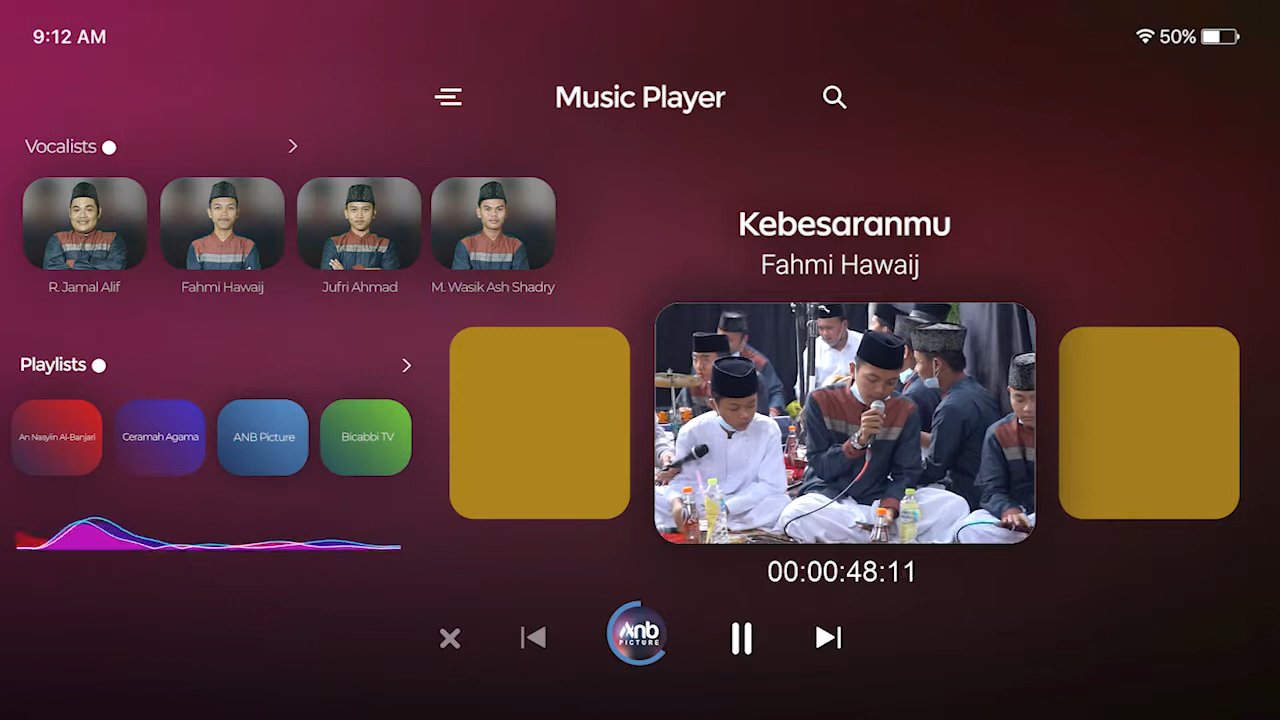 9:12 AM
50%
Music Player
Vocalists
R. Jamal Alif
Fahmi Hawaij
Jufri Ahmad
M. Wasik Ash Shadry
Kebesaranmu
Fahmi Hawaij
Playlists
An Nasyiin Al-Banjari
Ceramah Agama
ANB Picture
Bicabbi TV
00:00:48:11
Anb
PICTURE